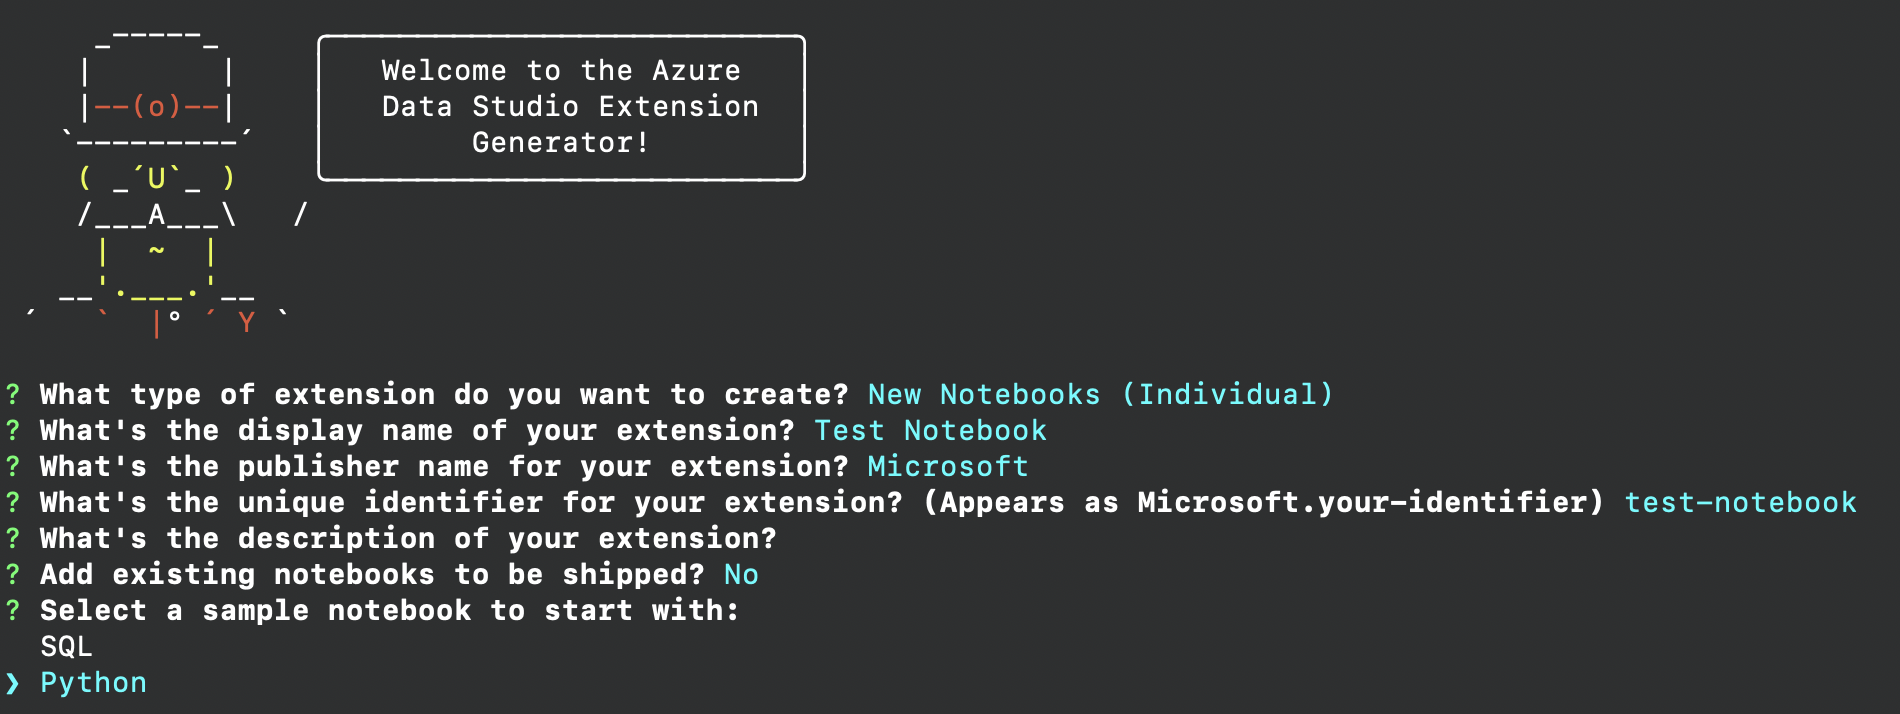 Welcome to the Azure
Data Studio Extension
Generator!
? What type of extension do you want to create? New Notebooks (Individual)
? What's the display name of your extension? Test Notebook
? What's the publisher name for your extension? Microsoft
? What's the unique identifier for your extension? (Appears as Microsoft.your-identifier) test-notebook
? What's the description of your extension?
? Add existing notebooks to be shipped? No
? Select a sample notebook to start with:
SQL
❯ Python